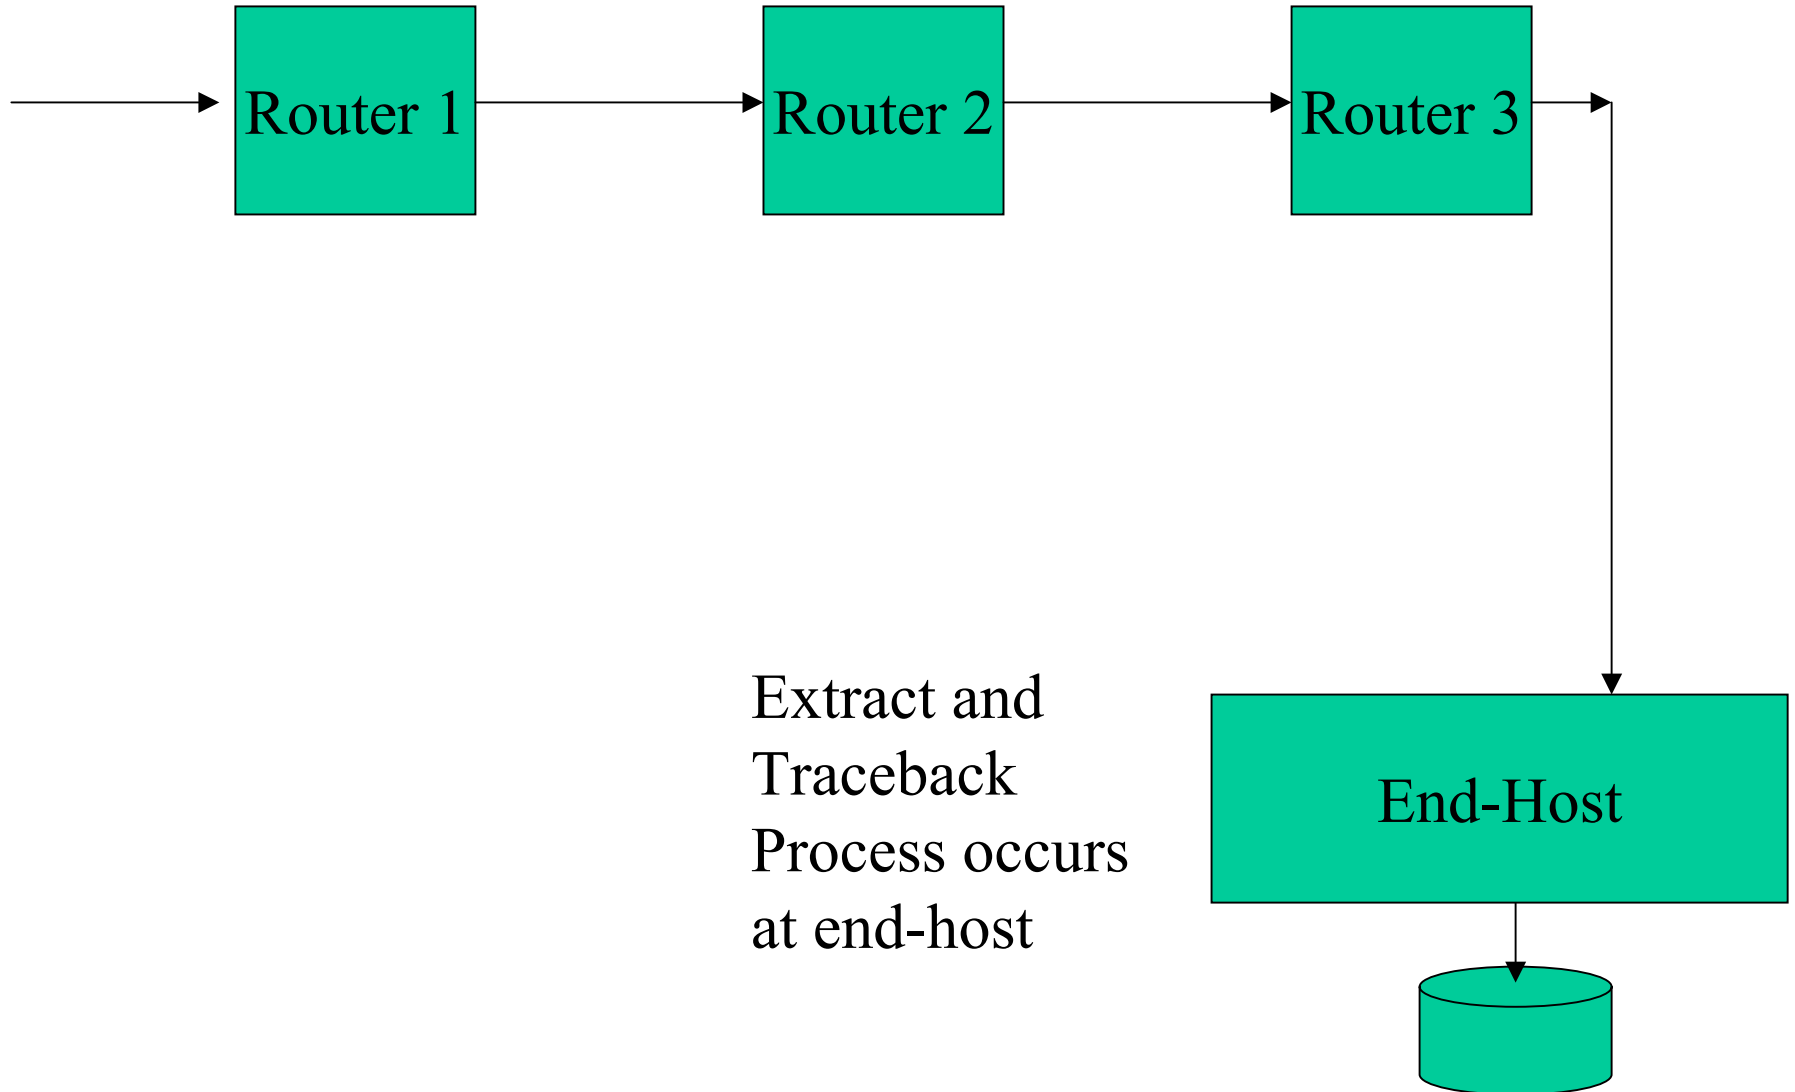 Router 1
Router 2
Router 3
Extract and
Traceback
Process occurs
at end-host
End-Host